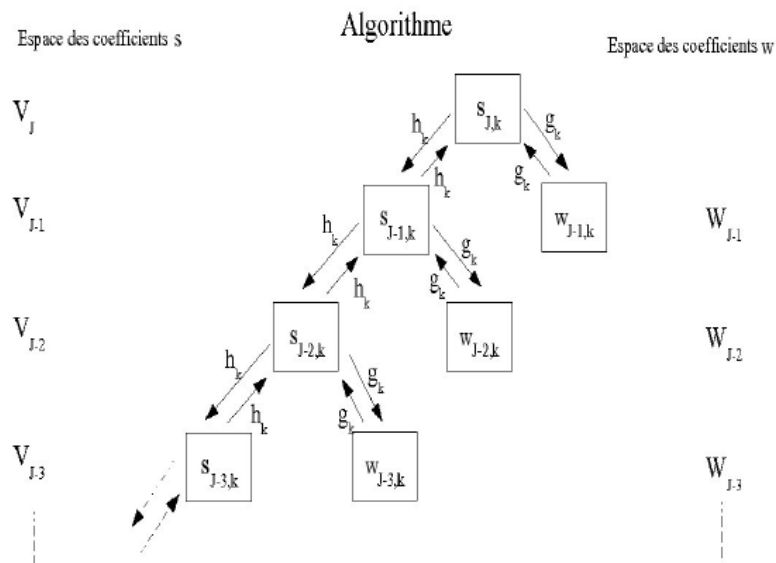 Algorithme
Espace des coefficients s
Espace des coefficients w
V_J
s_J,k
h_k
g_k
h_k
g_k
V_J-1
s_J-1,k
w_J-1,k
W_J-1
h_k
g_k
h_k
g_k
V_J-2
s_J-2,k
w_J-2,k
W_J-2
h_k
g_k
h_k
g_k
V_J-3
s_J-3,k
w_J-3,k
W_J-3